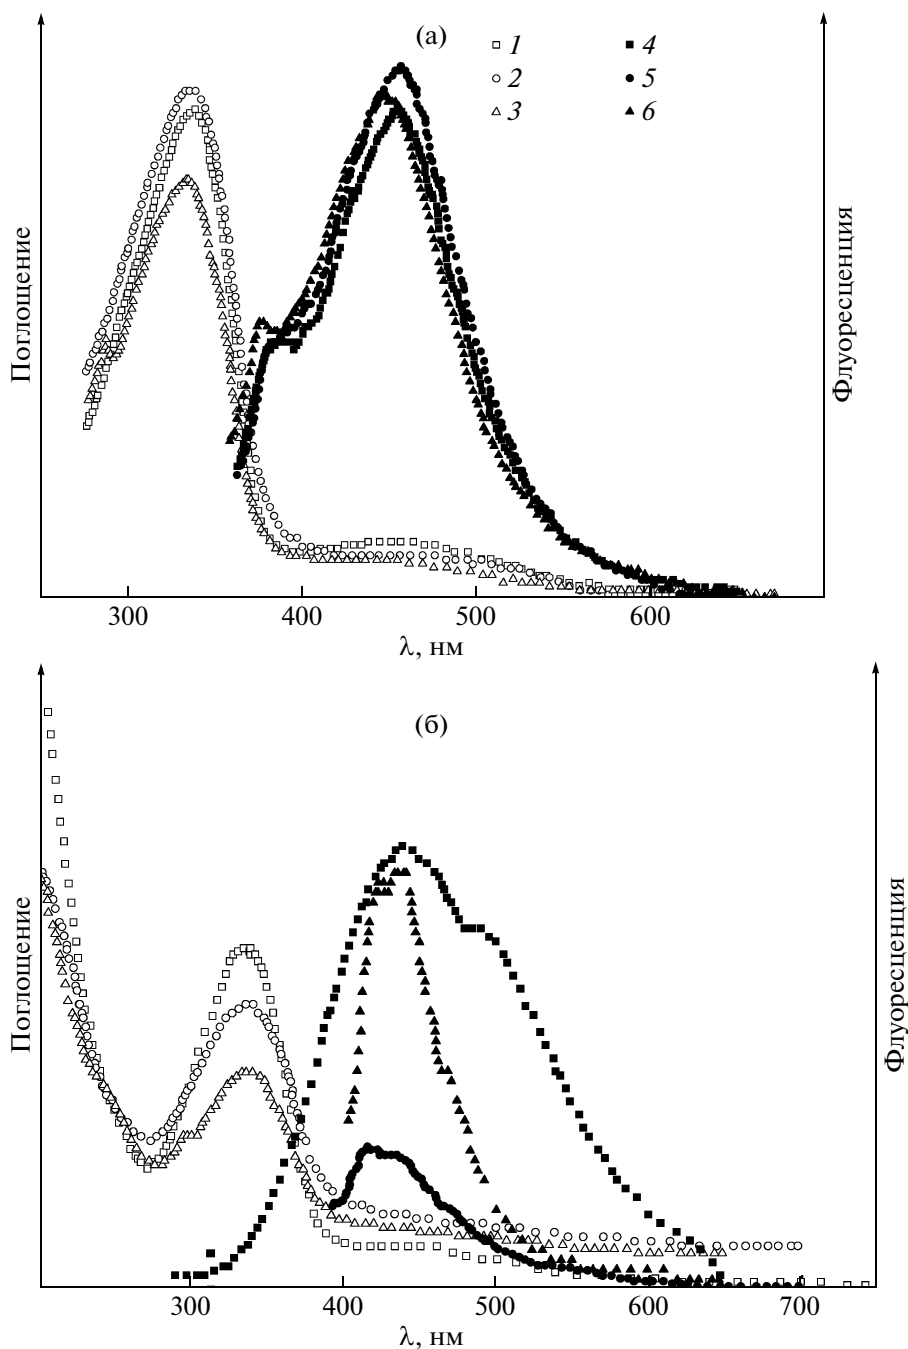 (а)
1 4
2 5
3 6
Поглощение
Флуоресценция
300 400 500 600
λ, нм
(б)
Поглощение
Флуоресценция
300 400 500 600 700
λ, нм